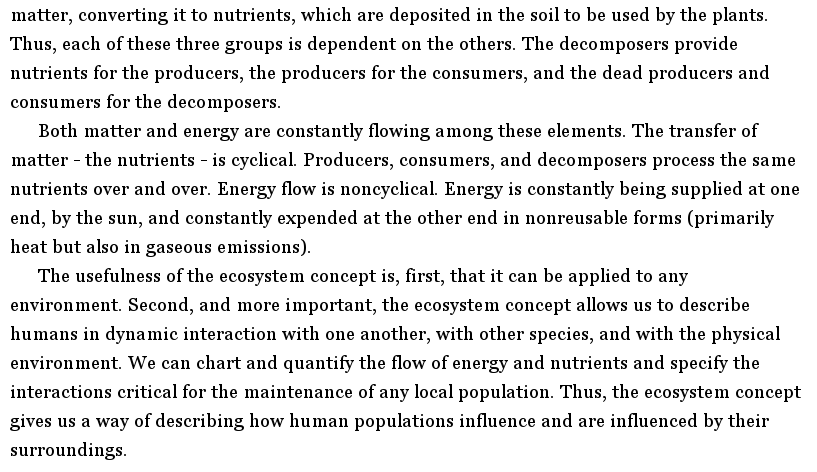 matter, converting it to nutrients, which are deposited in the soil to be used by the plants.
Thus, each of these three groups is dependent on the others. The decomposers provide
nutrients for the producers, the producers for the consumers, and the dead producers and
consumers for the decomposers.
Both matter and energy are constantly flowing among these elements. The transfer of
matter - the nutrients - is cyclical. Producers, consumers, and decomposers process the same
nutrients over and over. Energy flow is noncyclical. Energy is constantly being supplied at one
end, by the sun, and constantly expended at the other end in nonreusable forms (primarily
heat but also in gaseous emissions).
The usefulness of the ecosystem concept is, first, that it can be applied to any
environment. Second, and more important, the ecosystem concept allows us to describe
humans in dynamic interaction with one another, with other species, and with the physical
environment. We can chart and quantify the flow of energy and nutrients and specify the
interactions critical for the maintenance of any local population. Thus, the ecosystem concept
gives us a way of describing how human populations influence and are influenced by their
surroundings.